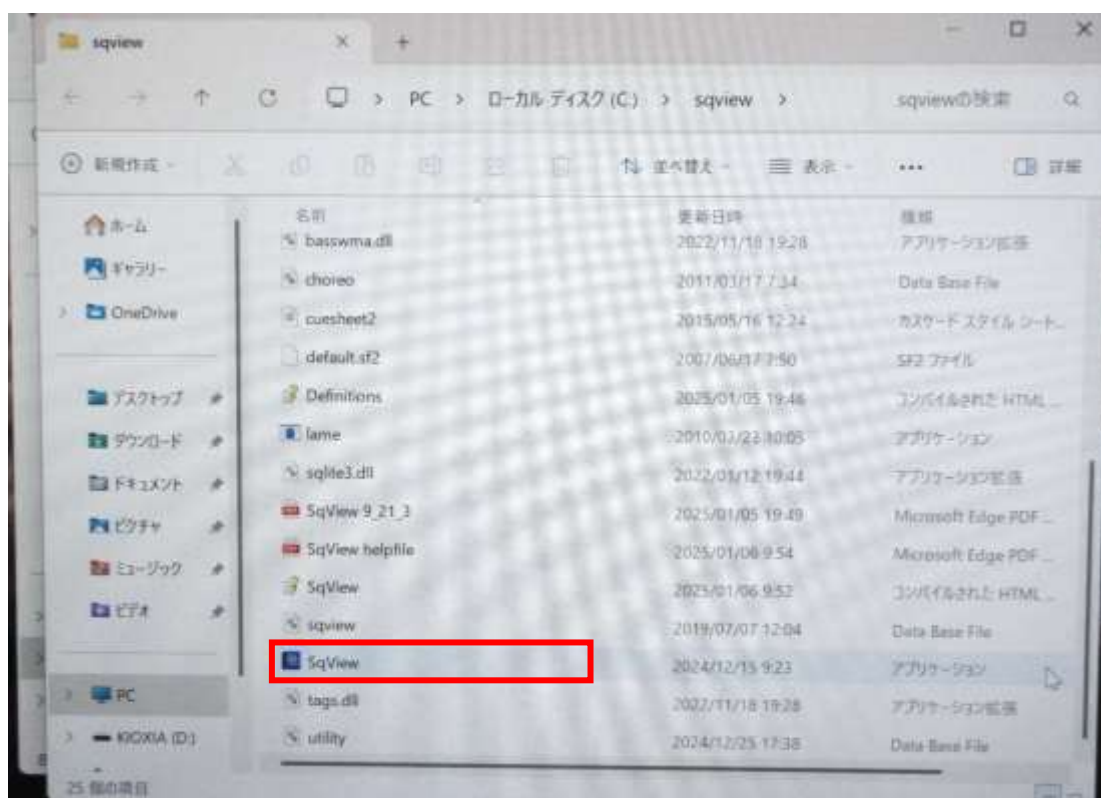 sqview
PC > ローカル ディスク (C:) > sqview > sqviewの検索
新規作成 並べ替え 表示 ... 詳細
名前 更新日時 種類
ホーム
ギャラリー
OneDrive
デスクトップ
ダウンロード
ドキュメント
ピクチャ
ミュージック
ビデオ
PC
KIOXIA (D:)
basswma.dll 2022/11/18 19:28 アプリケーション拡張
choreo 2011/03/17 7:34 Data Base File
cuesheet2 2015/05/16 12:24 カスケード スタイル シート...
default.sf2 2007/06/17 7:50 SF2 ファイル
Definitions 2025/01/05 19:46 コンパイルされた HTML ...
lame 2010/03/23 10:05 アプリケーション
sqlite3.dll 2022/01/12 19:44 アプリケーション拡張
SqView 9_21_3 2025/01/05 19:49 Microsoft Edge PDF ...
SqView helpfile 2025/01/06 9:54 Microsoft Edge PDF ...
SqView 2025/01/06 9:52 コンパイルされた HTML ...
sqview 2019/07/07 12:04 Data Base File
SqView 2024/12/15 9:23 アプリケーション
tags.dll 2022/11/18 19:28 アプリケーション拡張
utility 2024/12/25 17:38 Data Base File
25 個の項目